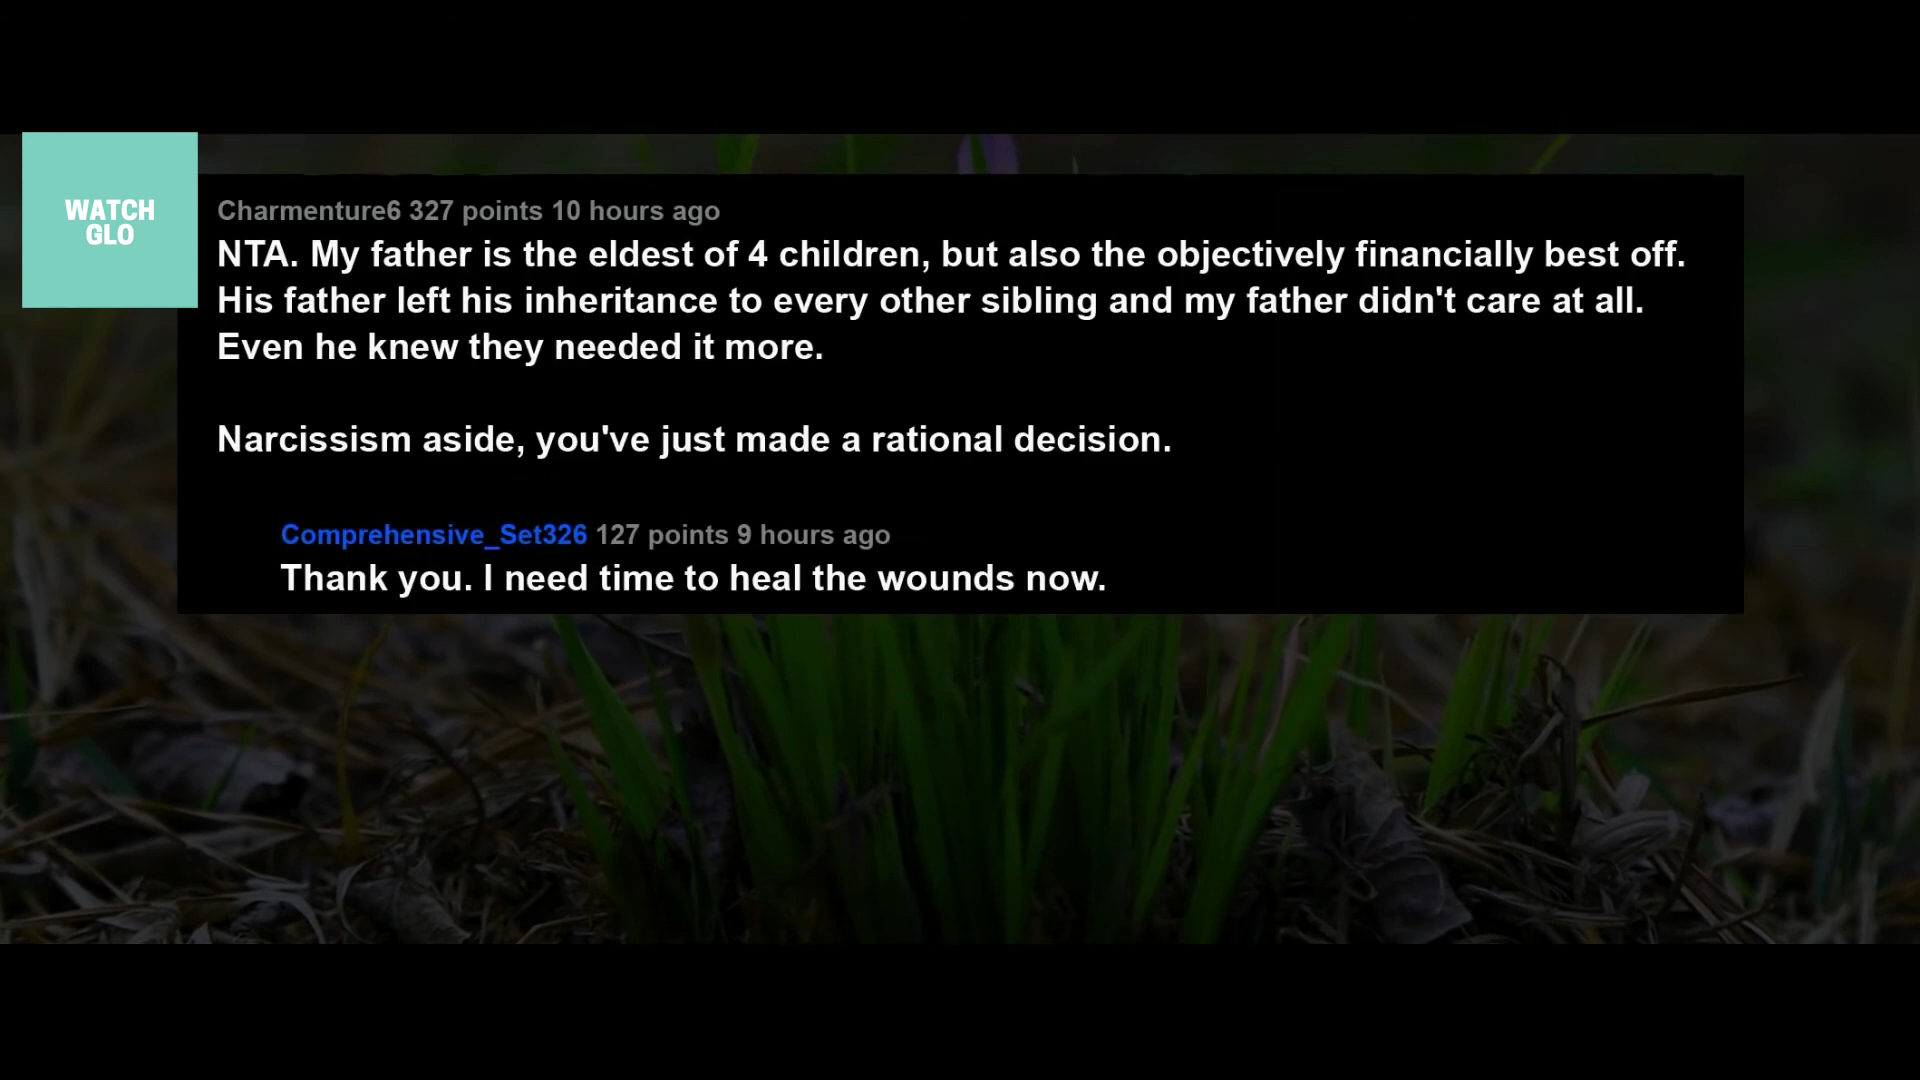 WATCH
GLO
Charmenture6 327 points 10 hours ago
NTA. My father is the eldest of 4 children, but also the objectively financially best off.
His father left his inheritance to every other sibling and my father didn't care at all.
Even he knew they needed it more.
Narcissism aside, you've just made a rational decision.
Comprehensive_Set326 127 points 9 hours ago
Thank you. I need time to heal the wounds now.